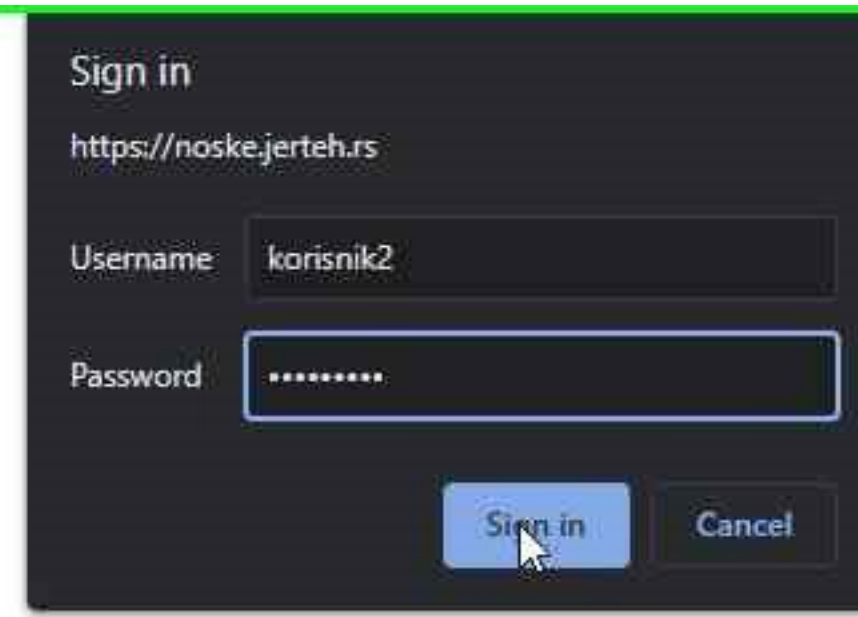 Sign in
https://noske.jerteh.rs
Username korisnik2
Password •••••••••
Sign in Cancel